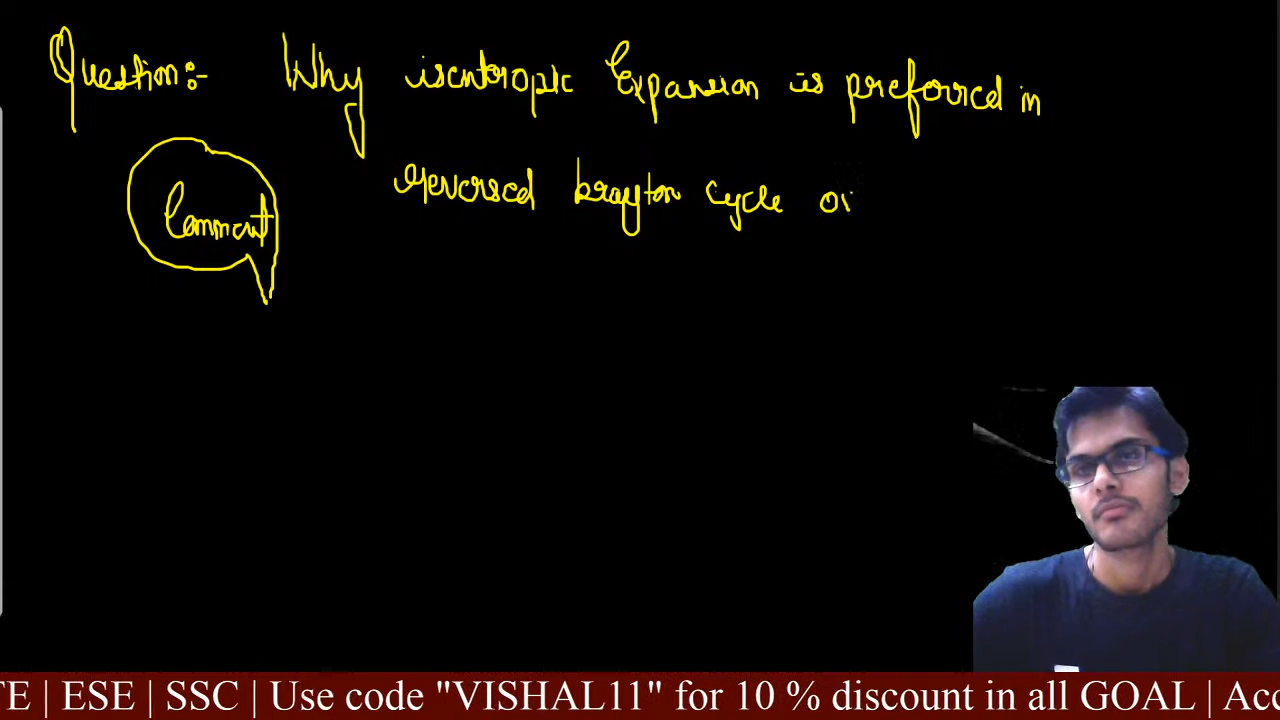 Question:- Why isentropic Expansion is preferred in
reversed brayton cycle or
Comment
TE | ESE | SSC | Use code "VISHAL11" for 10 % discount in all GOAL | Acc